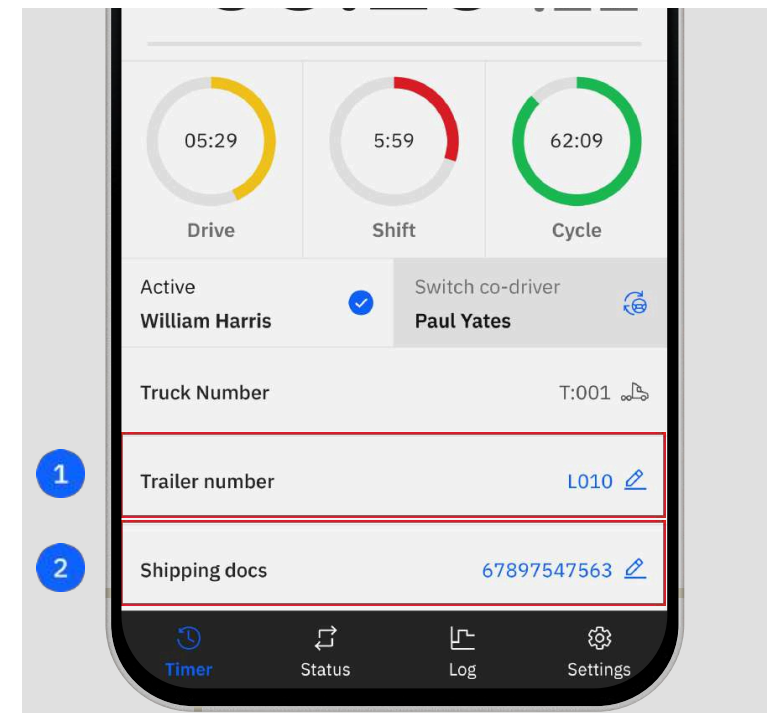 05:29
5:59
62:09
Drive
Shift
Cycle
Active
William Harris
Switch co-driver
Paul Yates
Truck Number
T:001
1
Trailer number
L010
2
Shipping docs
67897547563
Timer
Status
Log
Settings